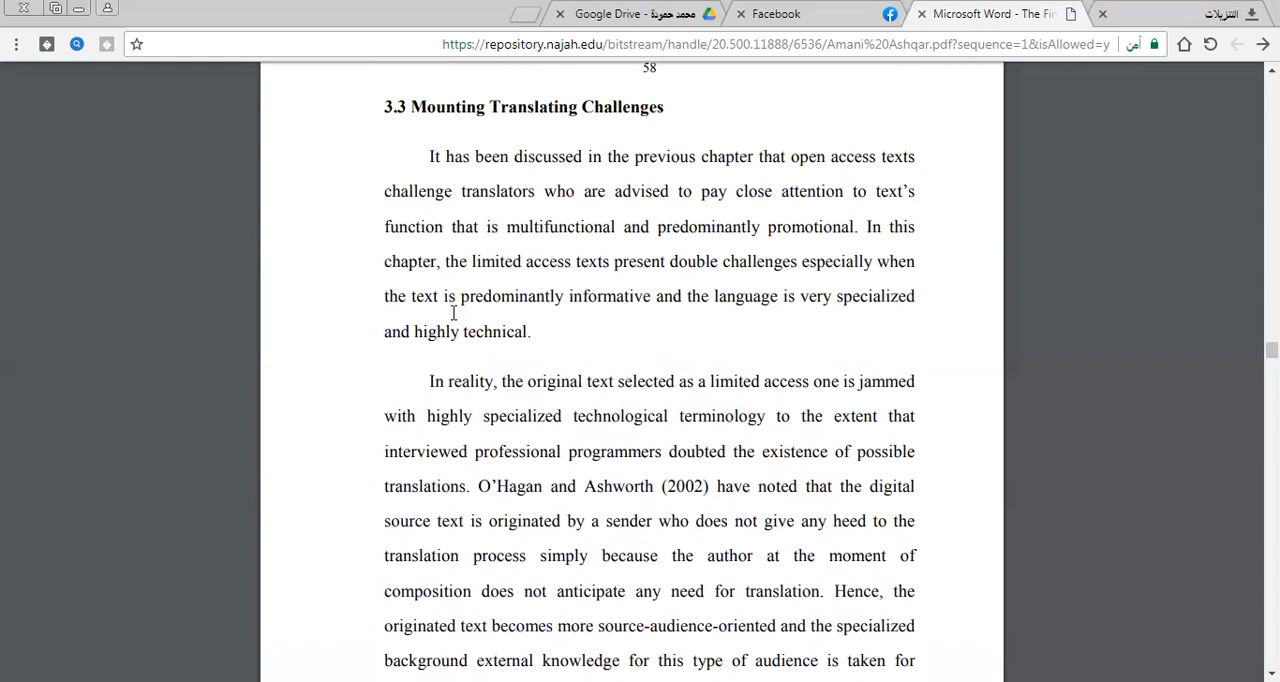 Google Drive - محمد حمودة
Facebook
Microsoft Word - The Fin
التنزيلات
https://repository.najah.edu/bitstream/handle/20.500.11888/6536/Amani%20Ashqar.pdf?sequence=1&isAllowed=y
آمن
58
3.3 Mounting Translating Challenges
It has been discussed in the previous chapter that open access texts
challenge translators who are advised to pay close attention to text’s
function that is multifunctional and predominantly promotional. In this
chapter, the limited access texts present double challenges especially when
the text is predominantly informative and the language is very specialized
and highly technical.
In reality, the original text selected as a limited access one is jammed
with highly specialized technological terminology to the extent that
interviewed professional programmers doubted the existence of possible
translations. O’Hagan and Ashworth (2002) have noted that the digital
source text is originated by a sender who does not give any heed to the
translation process simply because the author at the moment of
composition does not anticipate any need for translation. Hence, the
originated text becomes more source-audience-oriented and the specialized
background external knowledge for this type of audience is taken for